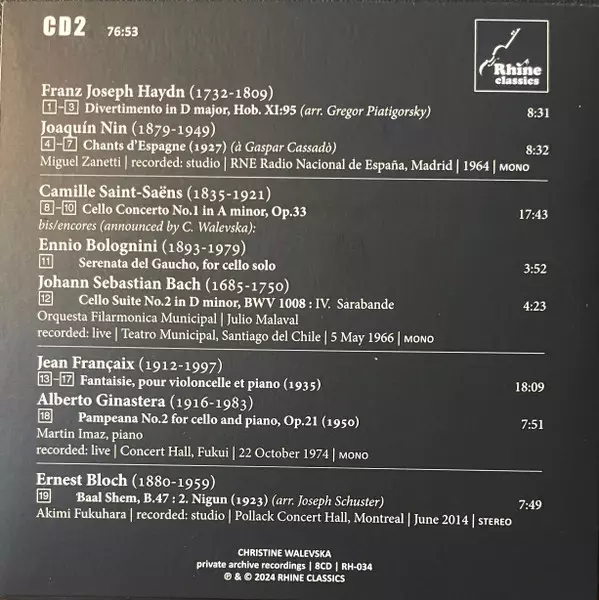 CD2 76:53
Rhine
classics
Franz Joseph Haydn (1732-1809)
1-3 Divertimento in D major, Hob. XI:95 (arr. Gregor Piatigorsky) 8:31
Joaquín Nin (1879-1949)
4-7 Chants d'Espagne (1927) (à Gaspar Cassadò) 8:32
Miguel Zanetti | recorded: studio | RNE Radio Nacional de España, Madrid | 1964 | MONO
Camille Saint-Saëns (1835-1921)
8-10 Cello Concerto No.1 in A minor, Op.33 17:43
bis/encores (announced by C. Walevska):
Ennio Bolognini (1893-1979)
11 Serenata del Gaucho, for cello solo 3:52
Johann Sebastian Bach (1685-1750)
12 Cello Suite No.2 in D minor, BWV 1008 : IV. Sarabande 4:23
Orquesta Filarmonica Municipal | Julio Malaval
recorded: live | Teatro Municipal, Santiago del Chile | 5 May 1966 | MONO
Jean Françaix (1912-1997)
13-17 Fantaisie, pour violoncelle et piano (1935) 18:09
Alberto Ginastera (1916-1983)
18 Pampeana No.2 for cello and piano, Op.21 (1950) 7:51
Martin Imaz, piano
recorded: live | Concert Hall, Fukui | 22 October 1974 | MONO
Ernest Bloch (1880-1959)
19 Baal Shem, B.47 : 2. Nigun (1923) (arr. Joseph Schuster) 7:49
Akimi Fukuhara | recorded: studio | Pollack Concert Hall, Montreal | June 2014 | STEREO
CHRISTINE WALEVSKA
private archive recordings | 8CD | RH-034
℗ & © 2024 RHINE CLASSICS